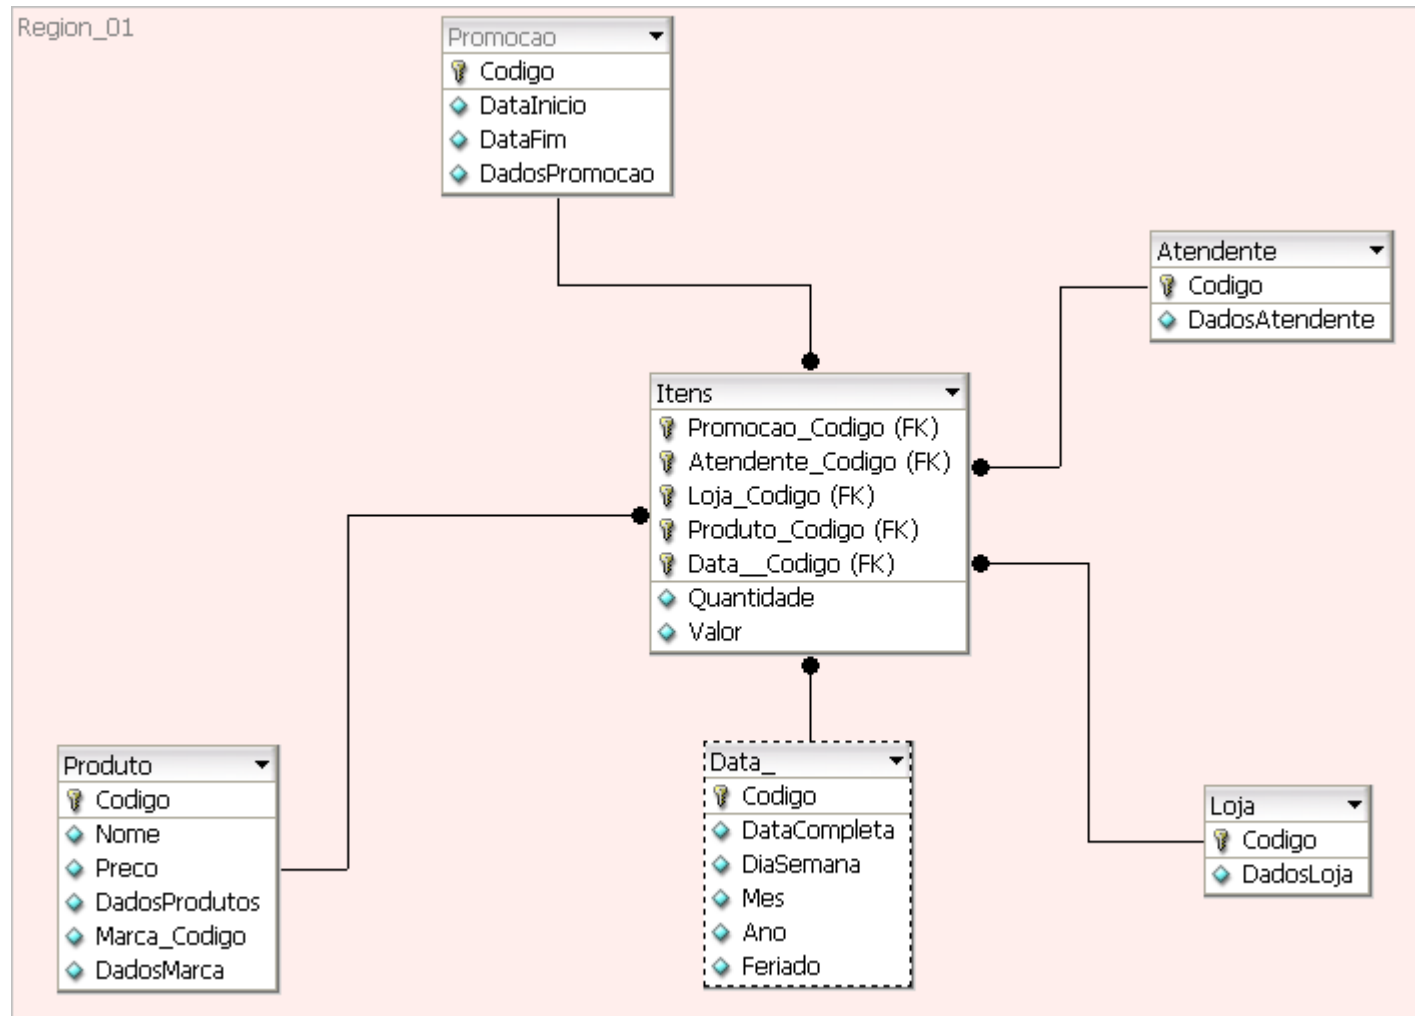 Region_01
Promocao
Codigo
DataInicio
DataFim
DadosPromocao
Atendente
Codigo
DadosAtendente
Itens
Promocao_Codigo (FK)
Atendente_Codigo (FK)
Loja_Codigo (FK)
Produto_Codigo (FK)
Data__Codigo (FK)
Quantidade
Valor
Produto
Codigo
Nome
Preco
DadosProdutos
Marca_Codigo
DadosMarca
Data_
Codigo
DataCompleta
DiaSemana
Mes
Ano
Feriado
Loja
Codigo
DadosLoja